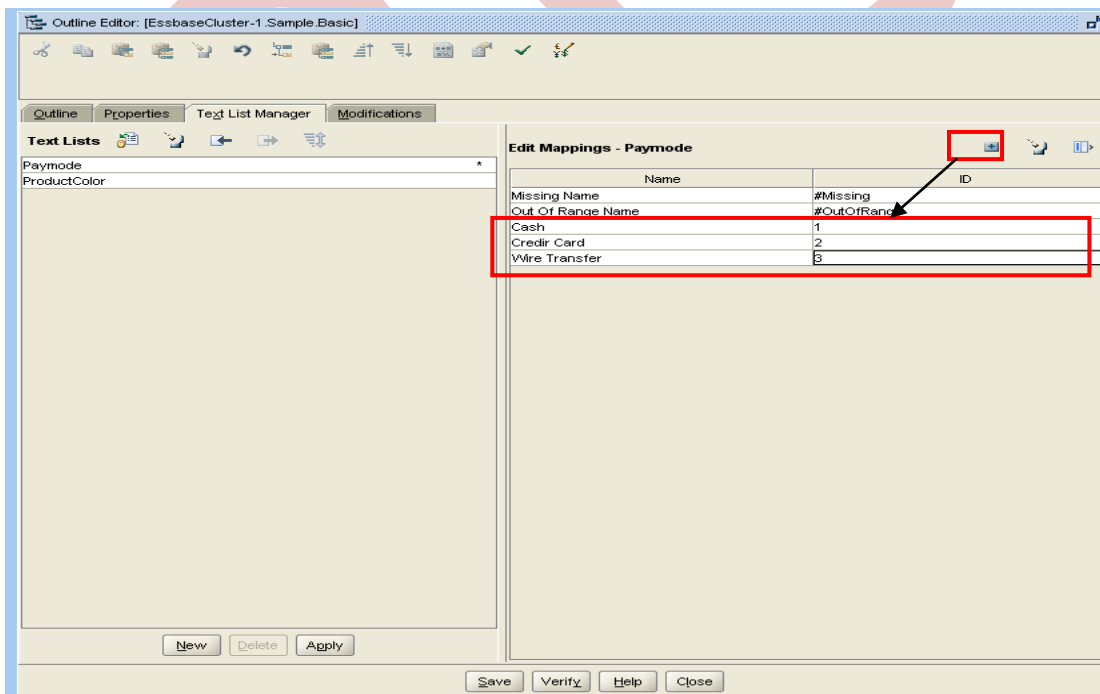 Outline Editor: [EssbaseCluster-1.Sample.Basic]
Outline Properties Text List Manager Modifications
Text Lists
Paymode *
ProductColor
Edit Mappings - Paymode
Name ID
Missing Name #Missing
Out Of Range Name #OutOfRang
Cash 1
Credir Card 2
Wire Transfer 3
New Delete Apply
Save Verify Help Close